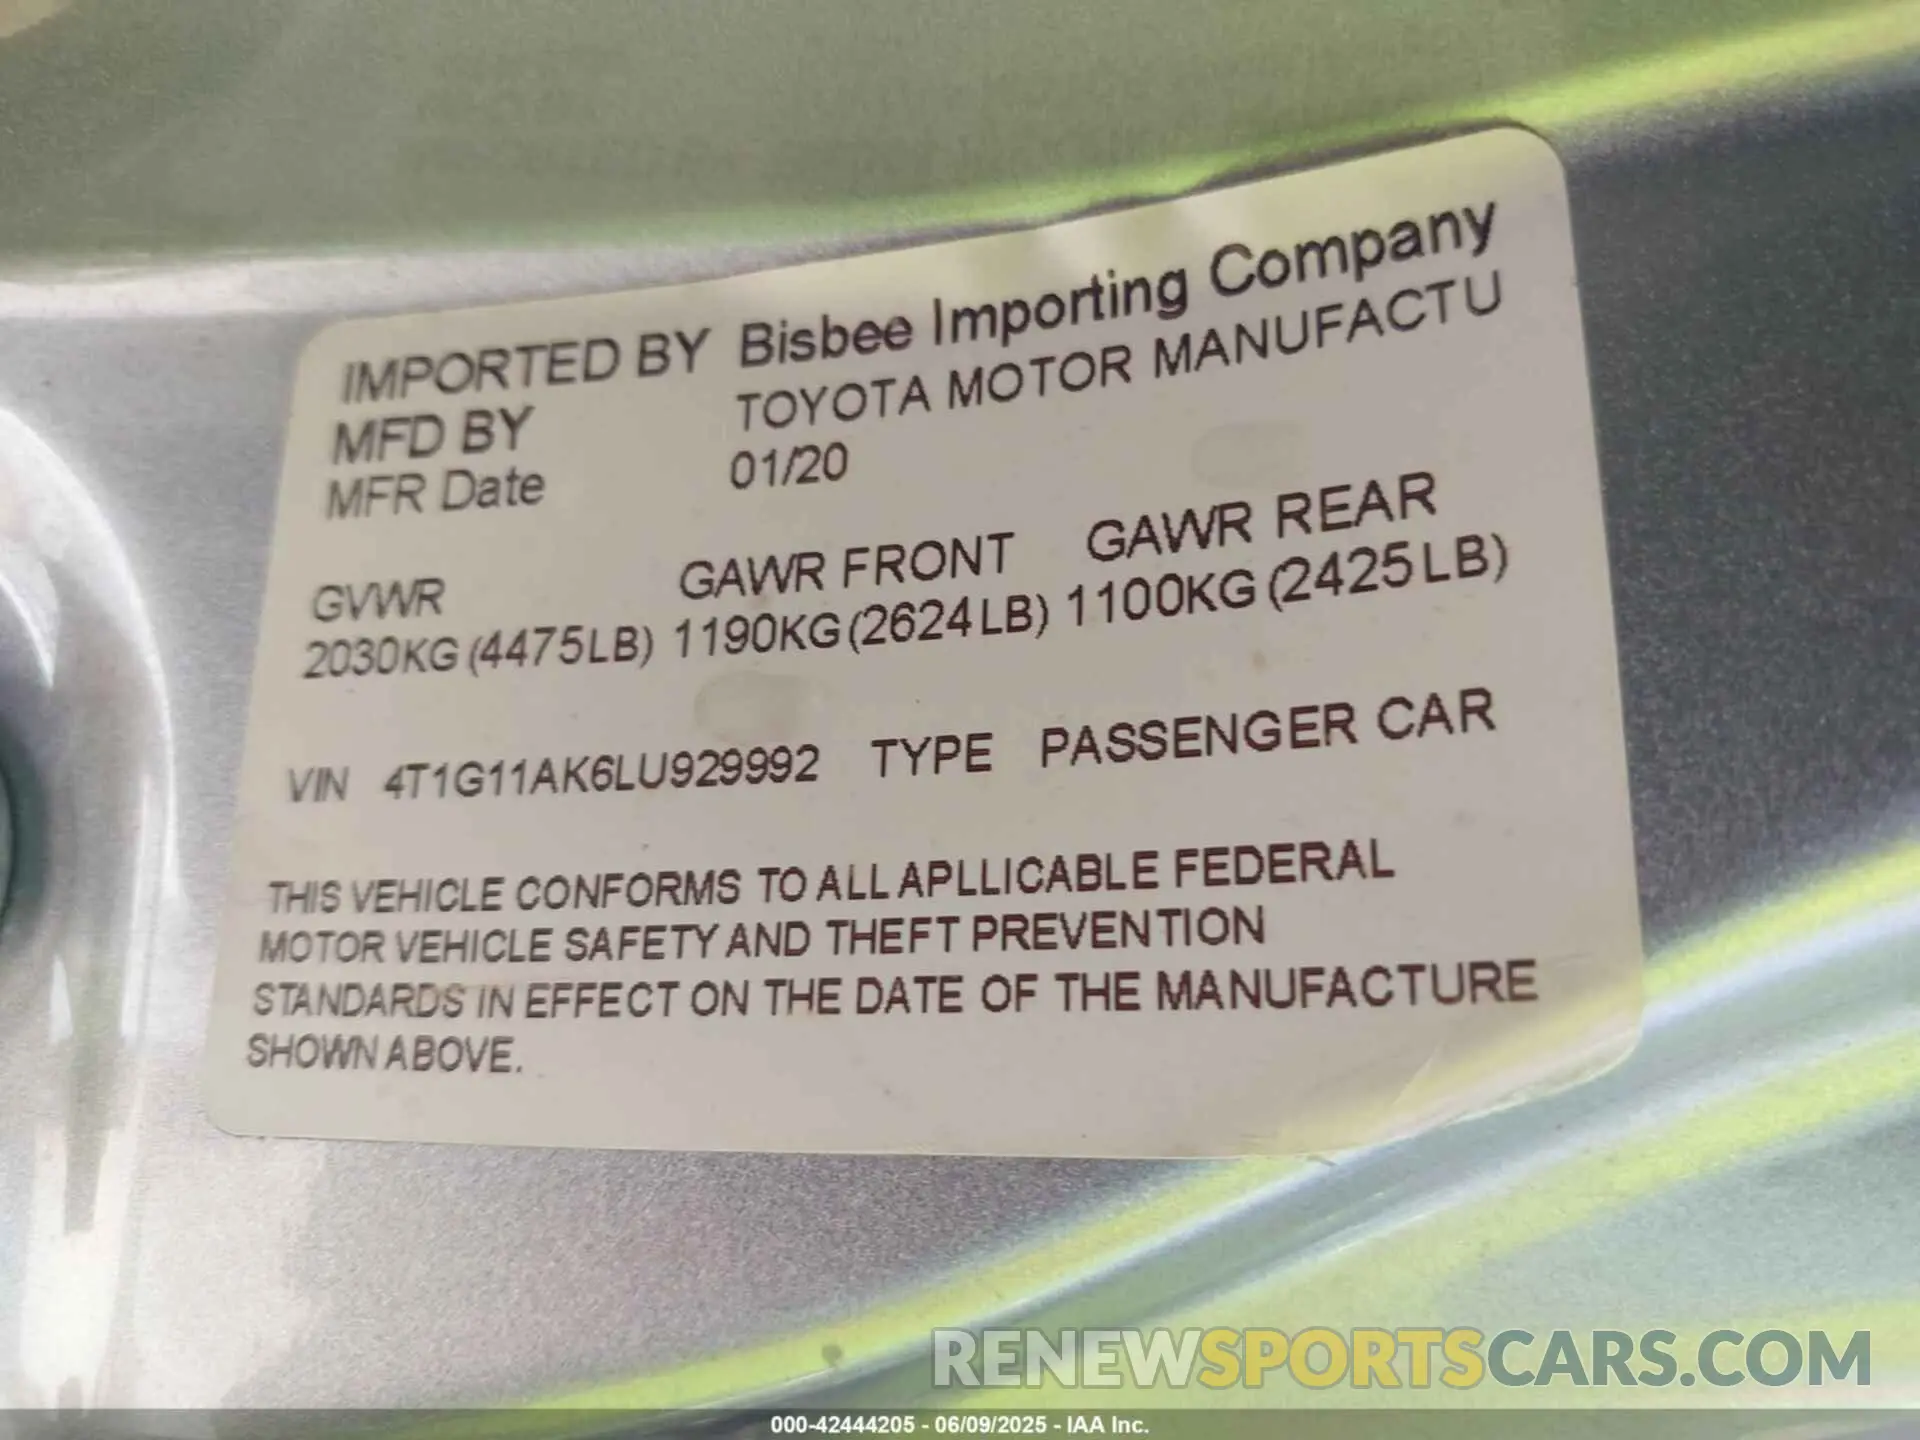 IMPORTED BY Bisbee Importing Company
MFD BY TOYOTA MOTOR MANUFACTU
MFR Date 01/20
GVWR GAWR FRONT GAWR REAR
2030KG (4475LB) 1190KG (2624LB) 1100KG (2425LB)
VIN 4T1G11AK6LU929992 TYPE PASSENGER CAR
THIS VEHICLE CONFORMS TO ALL APLLICABLE FEDERAL
MOTOR VEHICLE SAFETY AND THEFT PREVENTION
STANDARDS IN EFFECT ON THE DATE OF THE MANUFACTURE
SHOWN ABOVE.
RENEWSPORTSCARS.COM
000-42444205 - 06/09/2025 - IAA Inc.